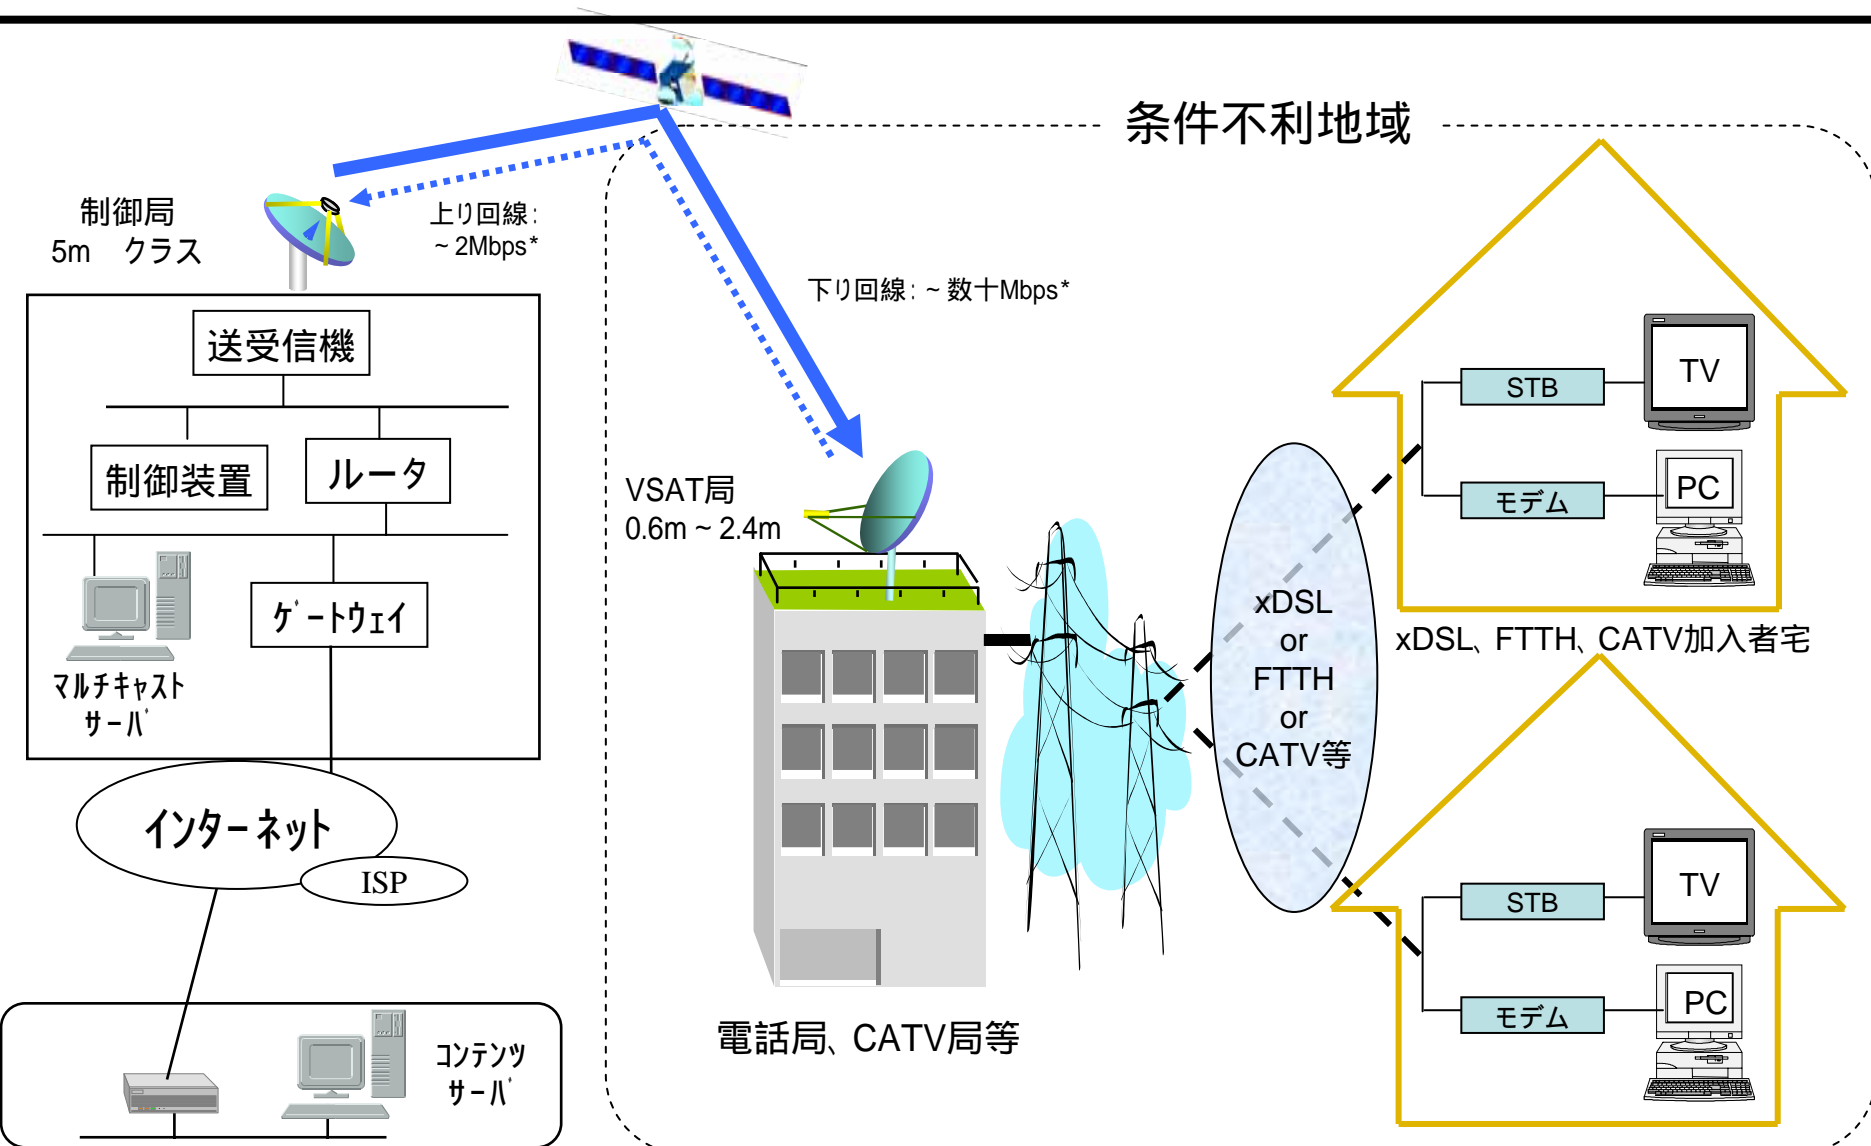 条件不利地域
制御局
5m クラス
上り回線：
~ 2Mbps*
下り回線：~ 数十Mbps*
送受信機
制御装置
ルータ
ゲートウェイ
マルチキャスト
サーバ
インターネット
ISP
コンテンツ
サーバ
VSAT局
0.6m ~ 2.4m
電話局、CATV局等
xDSL
or
FTTH
or
CATV等
STB
TV
モデム
PC
xDSL、FTTH、CATV加入者宅
STB
TV
モデム
PC